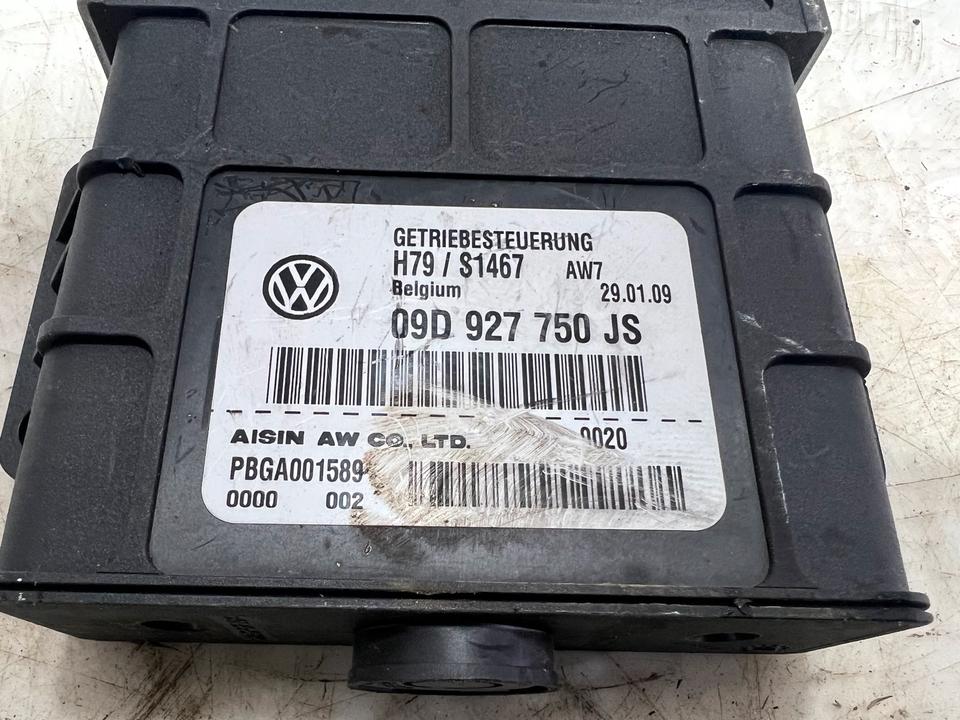 GETRIEBESTEUERUNG
H79 / S1467 AW7
Belgium 29.01.09
09D 927 750 JS
AISIN AW CO., LTD. 0020
PBGA001589
0000 002